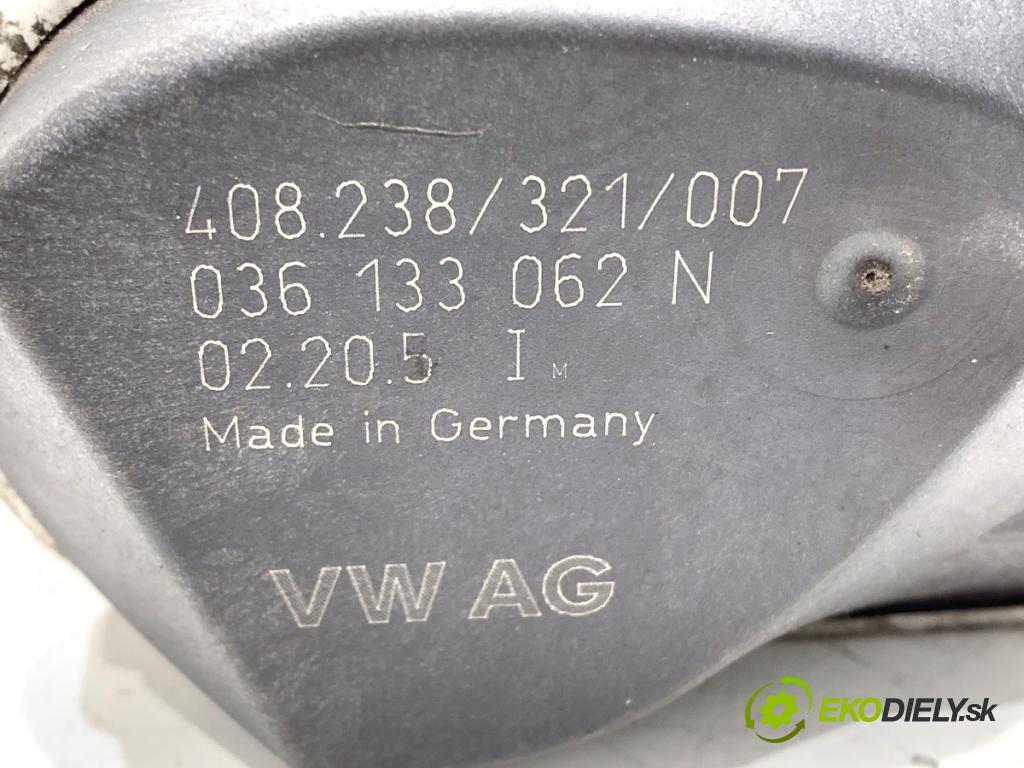 408.238/321/007
036 133 062 N
02.20.5 I M
Made in Germany
VW AG
EKODIELY.sk